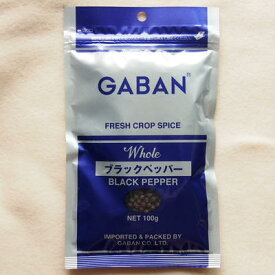 GABAN®
FRESH CROP SPICE
Whole
ブラックペッパー
BLACK PEPPER
NET 100g
IMPORTED & PACKED BY
GABAN CO., LTD.